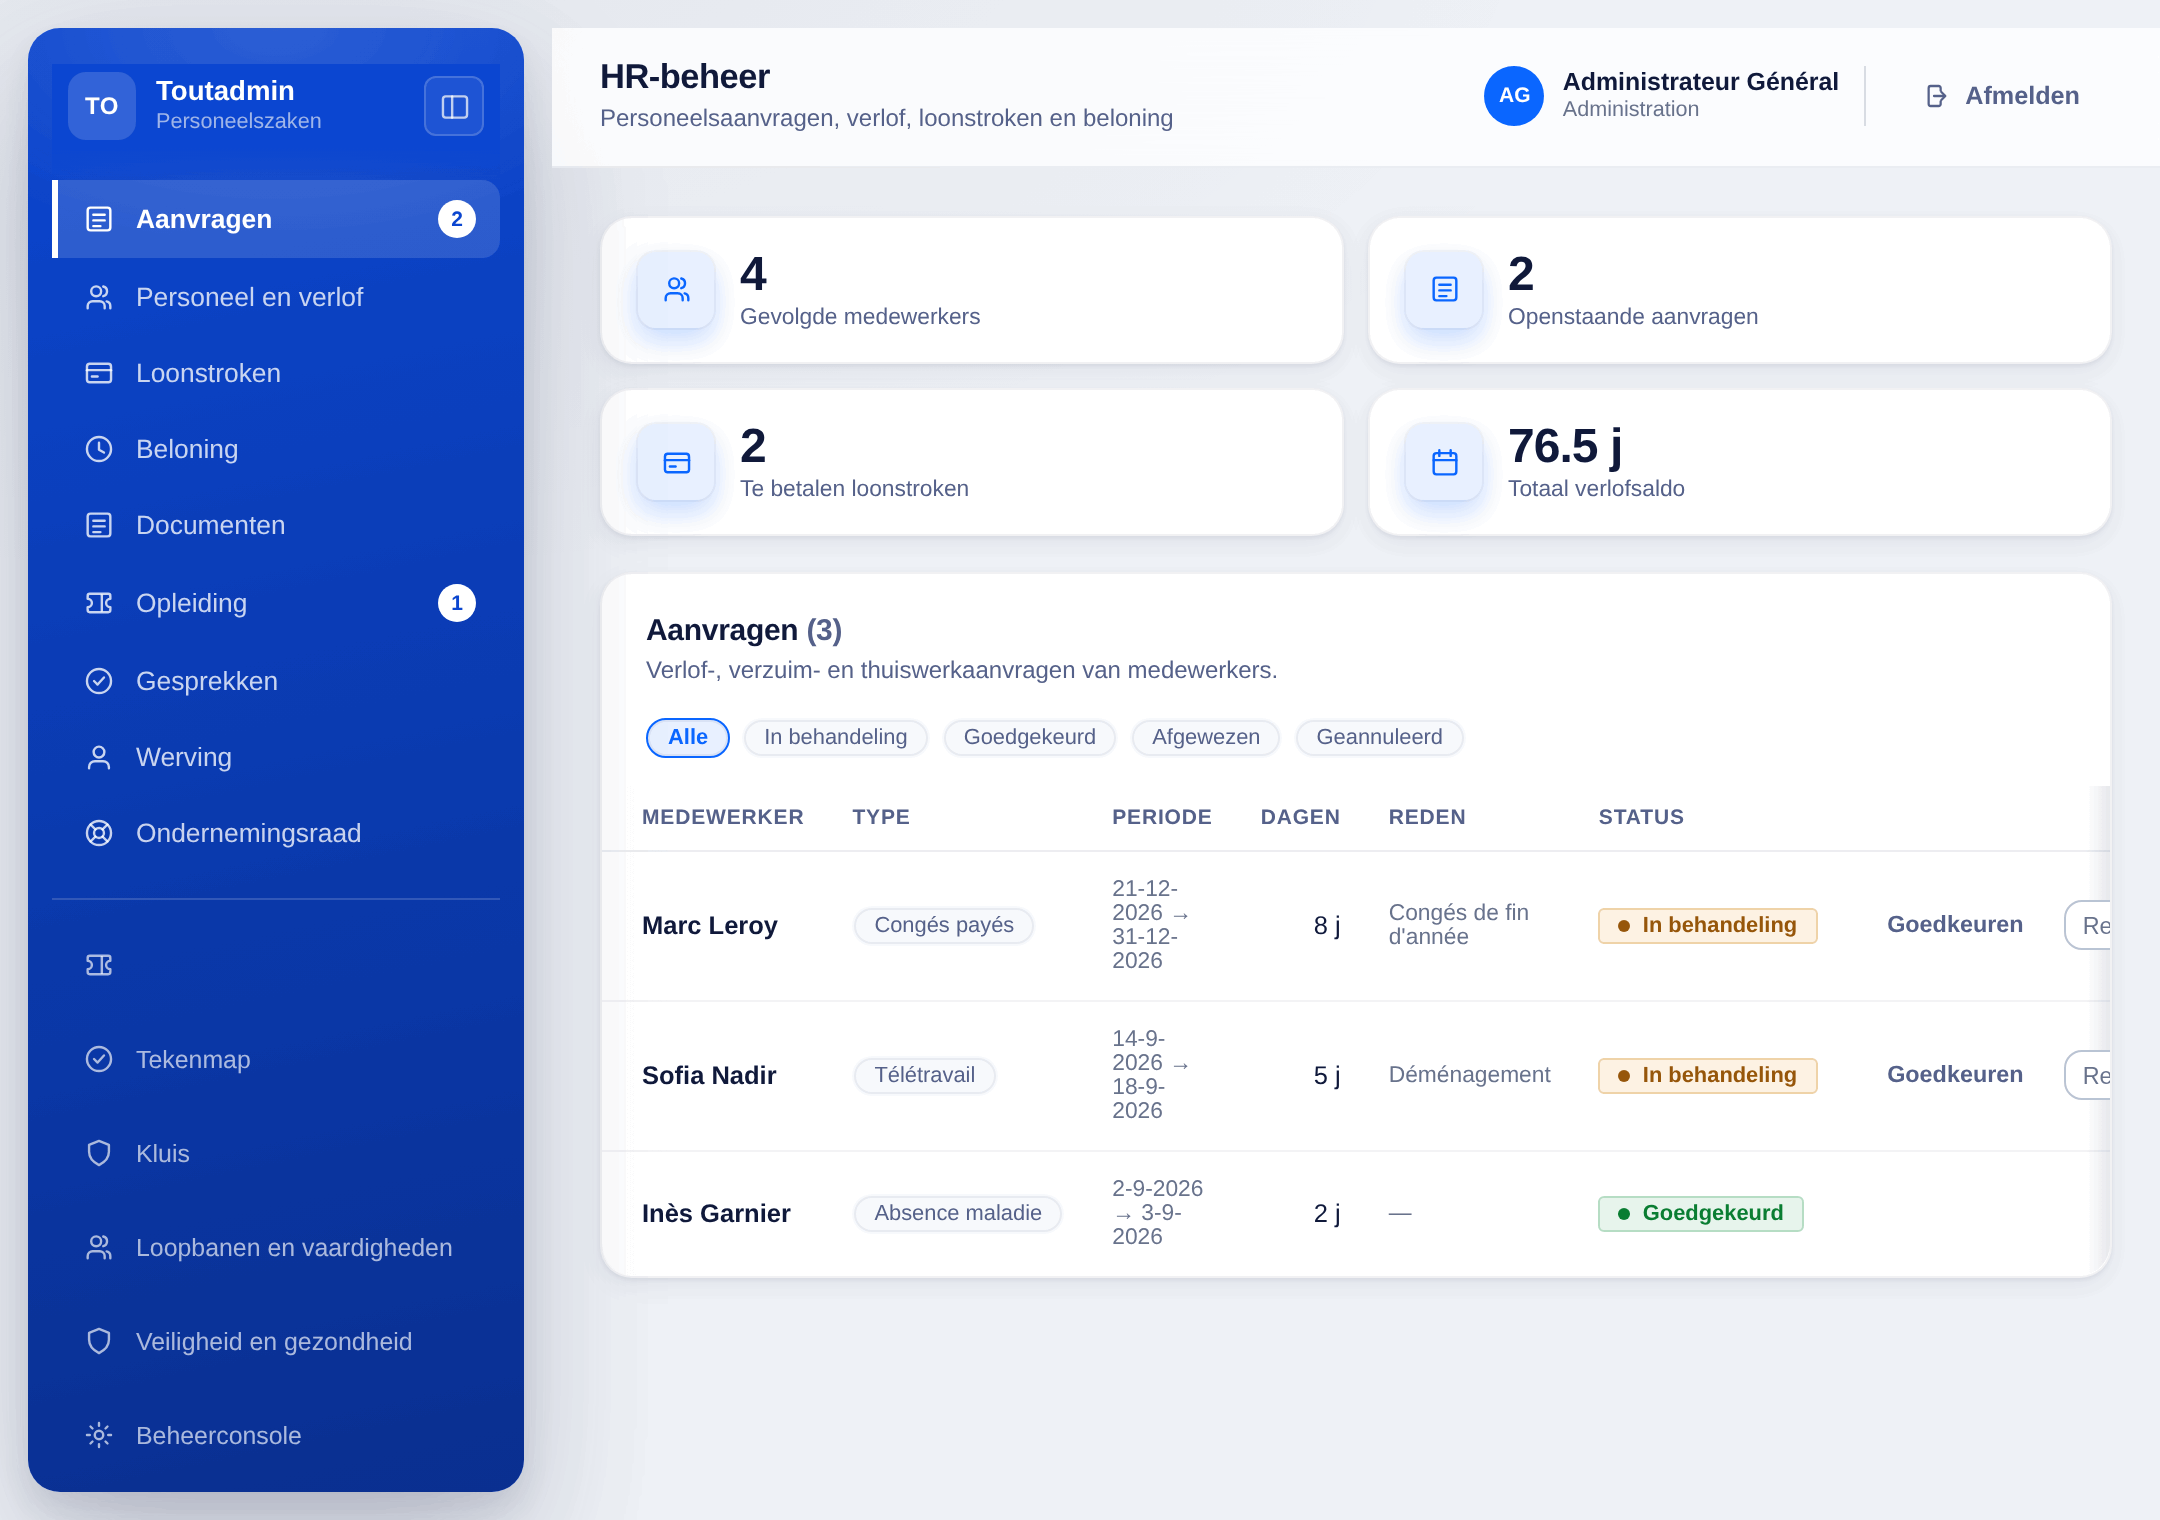 TO
Toutadmin
Personeelszaken
Aanvragen 2
Personeel en verlof
Loonstroken
Beloning
Documenten
Opleiding 1
Gesprekken
Werving
Ondernemingsraad
Tekenmap
Kluis
Loopbanen en vaardigheden
Veiligheid en gezondheid
Beheerconsole
HR-beheer
Personeelsaanvragen, verlof, loonstroken en beloning
AG
Administrateur Général
Administration
Afmelden
4
Gevolgde medewerkers
2
Openstaande aanvragen
2
Te betalen loonstroken
76.5 j
Totaal verlofsaldo
Aanvragen (3)
Verlof-, verzuim- en thuiswerkaanvragen van medewerkers.
Alle In behandeling Goedgekeurd Afgewezen Geannuleerd
MEDEWERKER TYPE PERIODE DAGEN REDEN STATUS
Marc Leroy
Congés payés
21-12-
2026 →
31-12-
2026
8 j
Congés de fin
d'année
In behandeling
Goedkeuren
Re
Sofia Nadir
Télétravail
14-9-
2026 →
18-9-
2026
5 j
Déménagement
In behandeling
Goedkeuren
Re
Inès Garnier
Absence maladie
2-9-2026
→ 3-9-
2026
2 j
—
Goedgekeurd